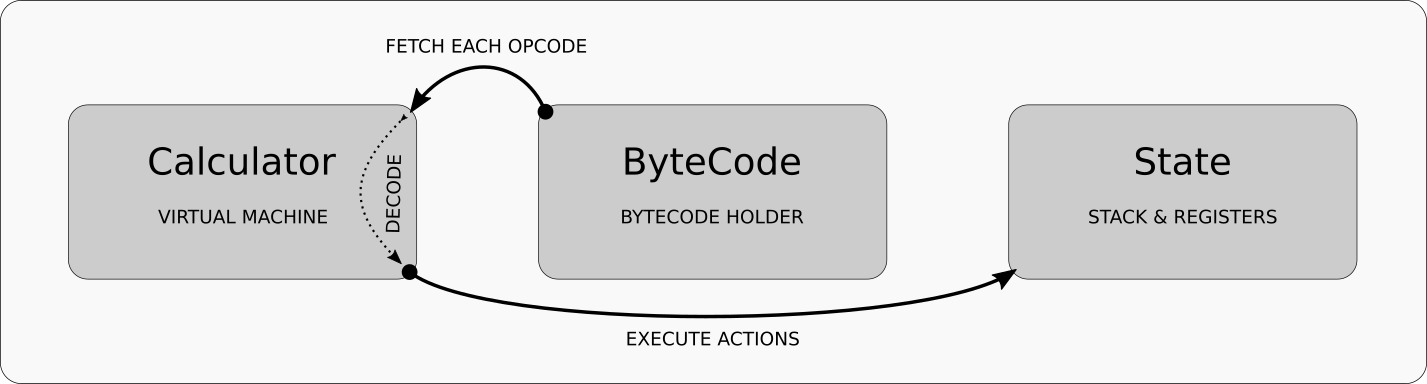 FETCH EACH OPCODE
Calculator
VIRTUAL MACHINE
DECODE
ByteCode
BYTECODE HOLDER
State
STACK & REGISTERS
EXECUTE ACTIONS